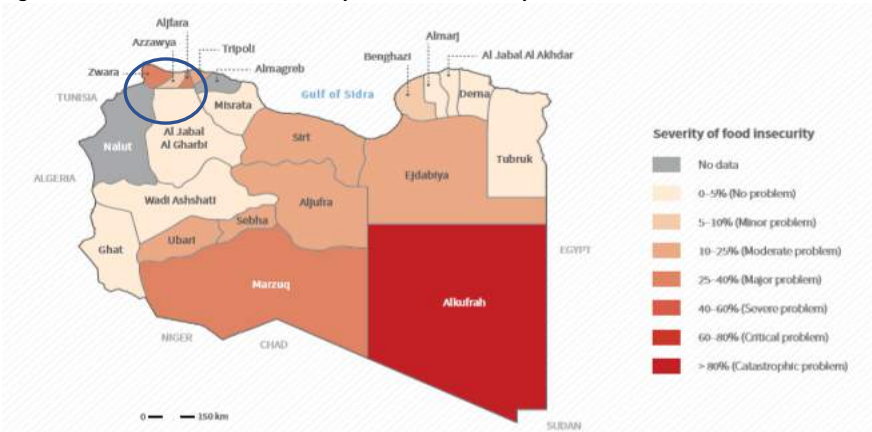 Aljfara
Azzawya
Tripoli
Zwara
Almagreb
TUNISIA
Misrata
Gulf of Sidra
Benghazi
Almarj
Al Jabal Al Akhdar
Derna
Tubruk
Nalut
Al Jabal
Al Gharbi
Sirt
ALGERIA
Ejdabiya
Wadi Ashshati
Aljufra
Sebha
Ubari
Ghat
EGYPT
Marzuq
Alkufrah
NIGER
CHAD
0
150 km
SUDAN
Severity of food insecurity
No data
0-5% (No problem)
5-10% (Minor problem)
10-25% (Moderate problem)
25-40% (Major problem)
40-60% (Severe problem)
60-80% (Critical problem)
> 80% (Catastrophic problem)